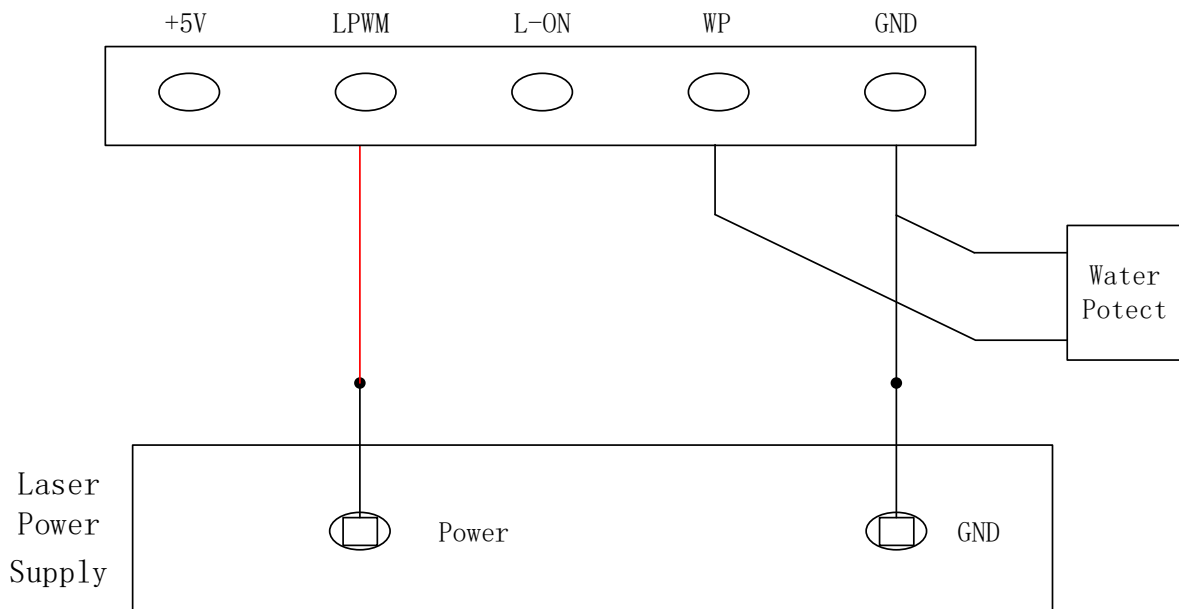 +5V LPWM L-ON WP GND
Water
Potect
Laser
Power
Supply
Power
GND